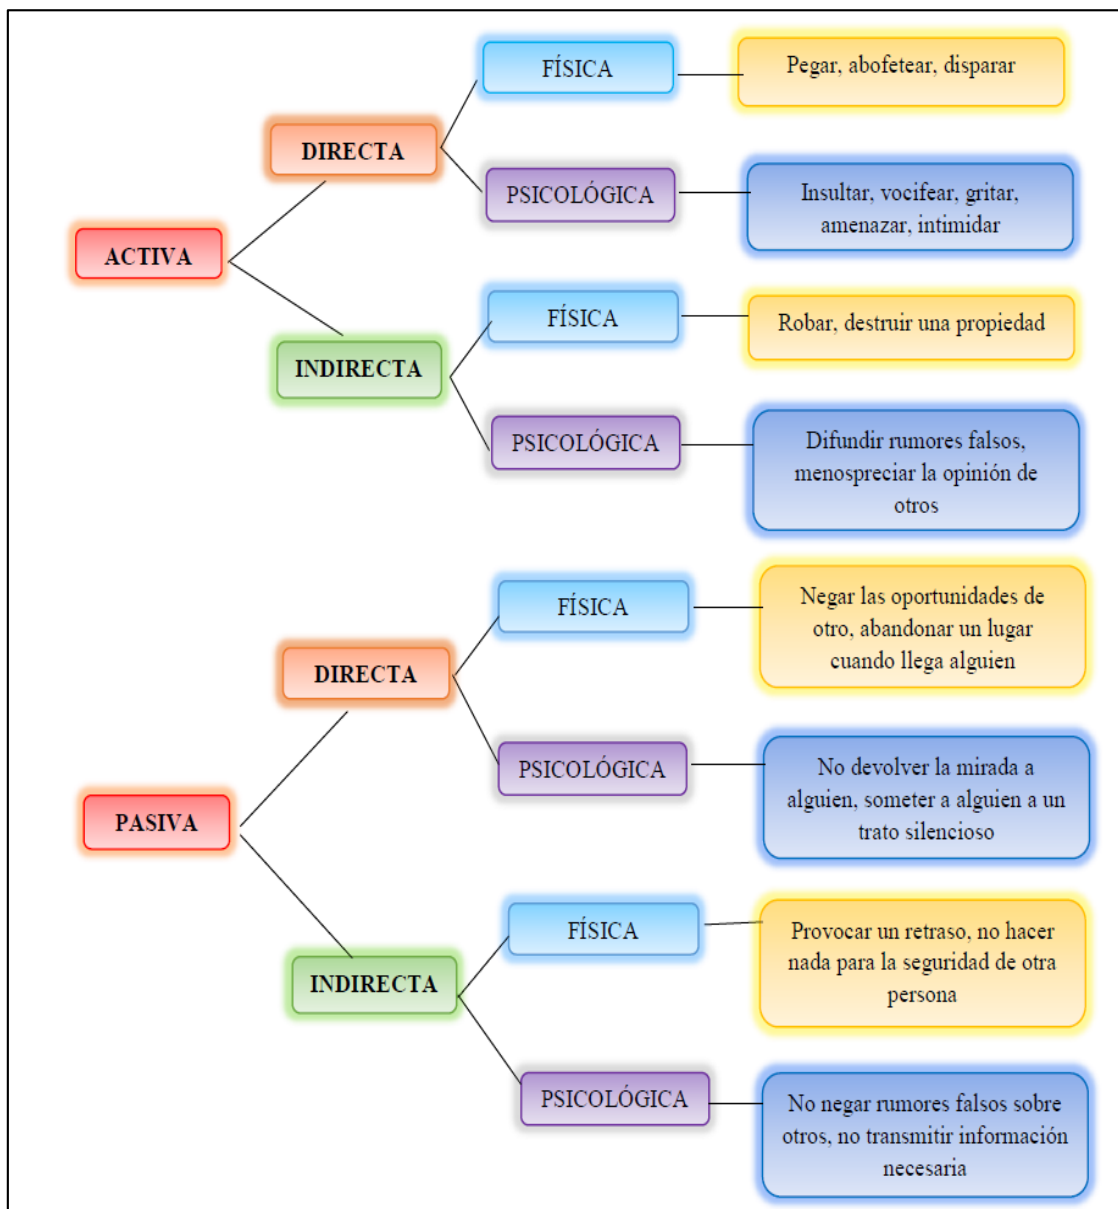 FÍSICA
Pegar, abofetear, disparar
DIRECTA
PSICOLÓGICA
Insultar, vocifear, gritar,
amenazar, intimidar
ACTIVA
FÍSICA
Robar, destruir una propiedad
INDIRECTA
PSICOLÓGICA
Difundir rumores falsos,
menospreciar la opinión de
otros
FÍSICA
Negar las oportunidades de
otro, abandonar un lugar
cuando llega alguien
DIRECTA
PSICOLÓGICA
No devolver la mirada a
alguien, someter a alguien a un
trato silencioso
PASIVA
FÍSICA
Provocar un retraso, no hacer
nada para la seguridad de otra
persona
INDIRECTA
PSICOLÓGICA
No negar rumores falsos sobre
otros, no transmitir información
necesaria